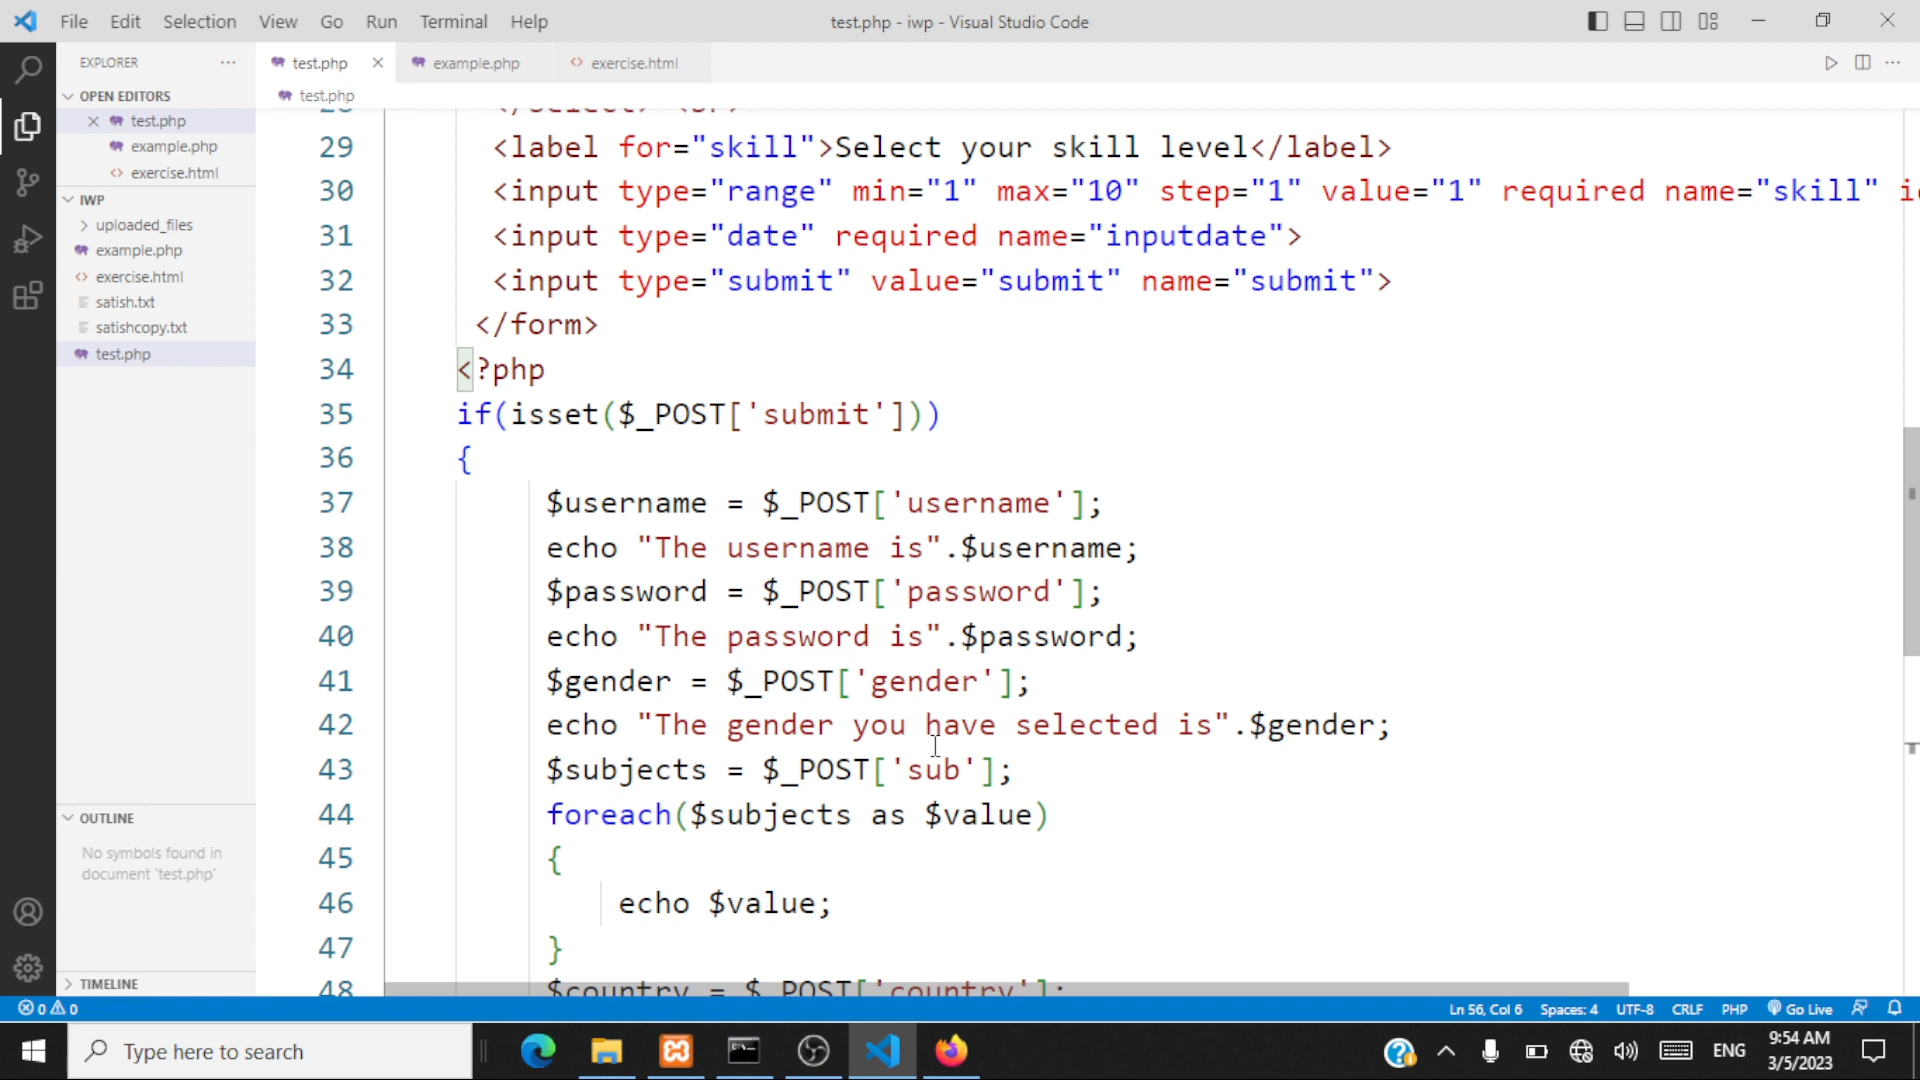 File Edit Selection View Go Run Terminal Help
test.php - iwp - Visual Studio Code
EXPLORER
OPEN EDITORS
test.php
example.php
exercise.html
IWP
uploaded_files
example.php
exercise.html
satish.txt
satishcopy.txt
test.php
OUTLINE
No symbols found in
document 'test.php'
TIMELINE
test.php example.php exercise.html
test.php
29 <label for="skill">Select your skill level</label>
30 <input type="range" min="1" max="10" step="1" value="1" required name="skill"
31 <input type="date" required name="inputdate">
32 <input type="submit" value="submit" name="submit">
33 </form>
34 <?php
35 if(isset($_POST['submit']))
36 {
37 $username = $_POST['username'];
38 echo "The username is".$username;
39 $password = $_POST['password'];
40 echo "The password is".$password;
41 $gender = $_POST['gender'];
42 echo "The gender you have selected is".$gender;
43 $subjects = $_POST['sub'];
44 foreach($subjects as $value)
45 {
46 echo $value;
47 }
48 $country = $_POST['country'];
0 0 Ln 56, Col 6 Spaces: 4 UTF-8 CRLF PHP Go Live
Type here to search
ENG
9:54 AM
3/5/2023